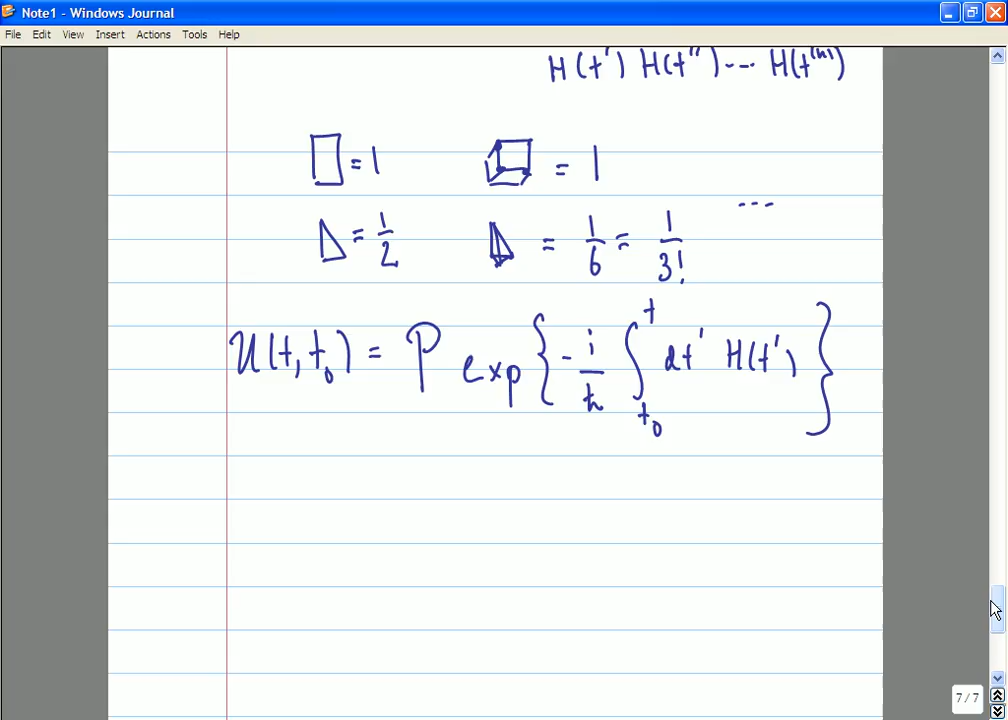 Note1 - Windows Journal
File Edit View Insert Actions Tools Help
H(t') H(t'') --- H(t⁽ⁿ⁾)
= 1 = 1
---
= 1/2 = 1/6 = 1/3!
U(t, t₀) = P exp{ - i/ħ ∫_{t₀}^{t} dt' H(t') }
7/7